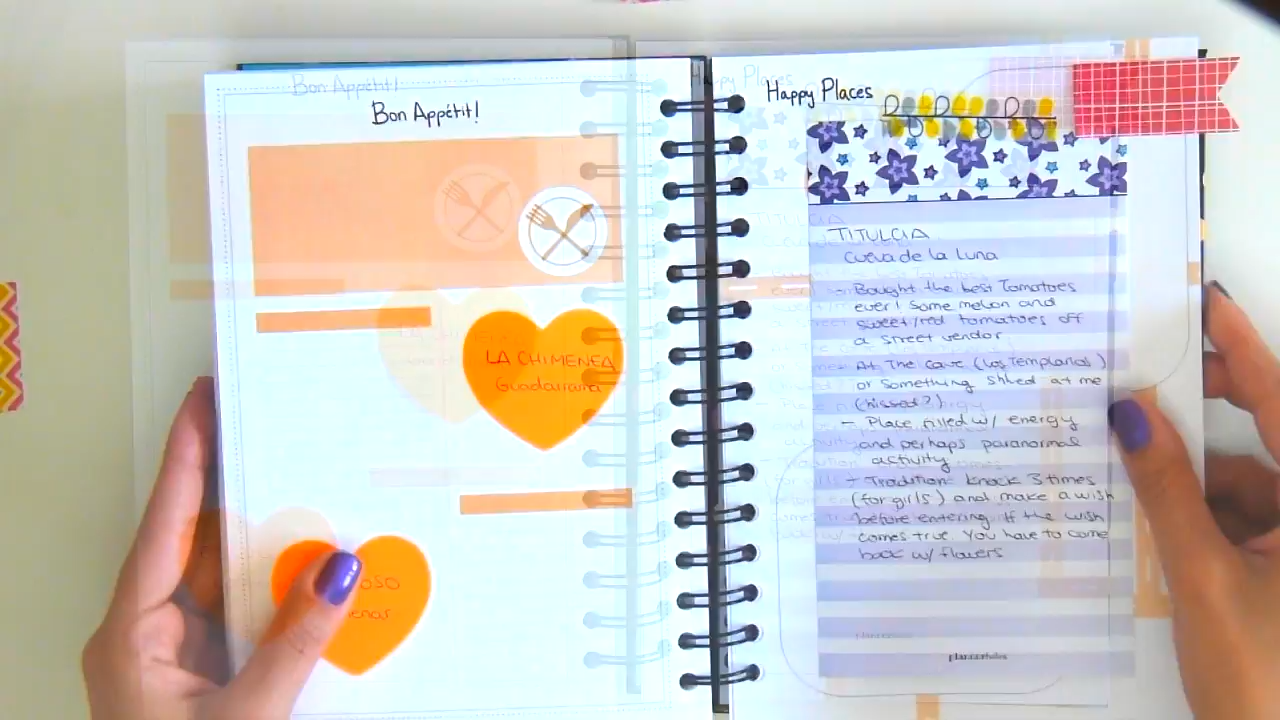 Bon Appétit!
LA CHIMENEA
Guadarrama
OSO
Happy Places
TITULCIA
Cueva de la Luna
- Bought the best Tomatoes
ever! Some melon and
sweet/red tomatoes off
a street vendor
- At The cave (los Templarios)
or something shhed at me
(hissed?)
- Place filled w/ energy
and perhaps paranormal
activity
- Tradition: knock 3 times
(for girls) and make a wish
before entering. If the wish
comes true, You have to come
back w/ flowers